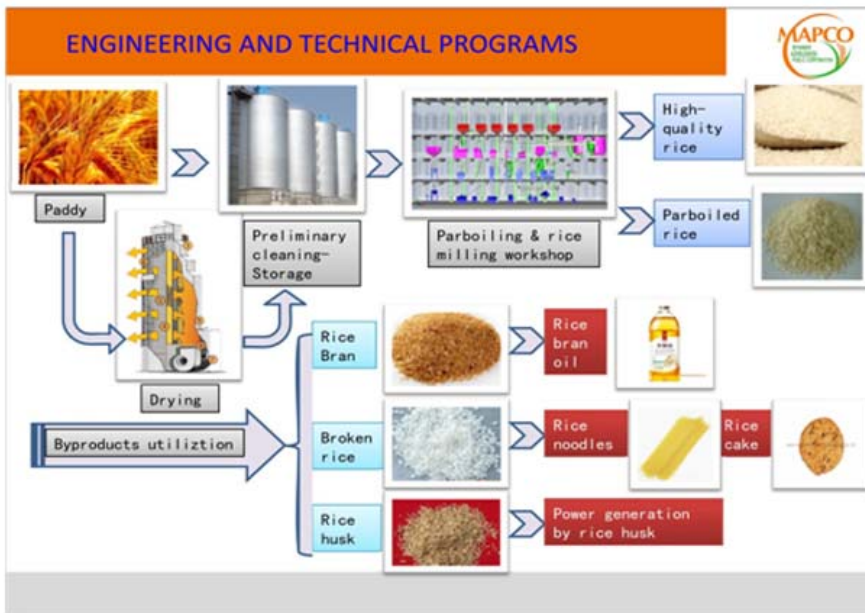 ENGINEERING AND TECHNICAL PROGRAMS
MAPCO
Paddy
Preliminary
cleaning-
Storage
Parboiling & rice
milling workshop
High-
quality
rice
Parboiled
rice
Drying
Byproducts utiliztion
Rice
Bran
Rice
bran
oil
Broken
rice
Rice
noodles
Rice
cake
Rice
husk
Power generation
by rice husk